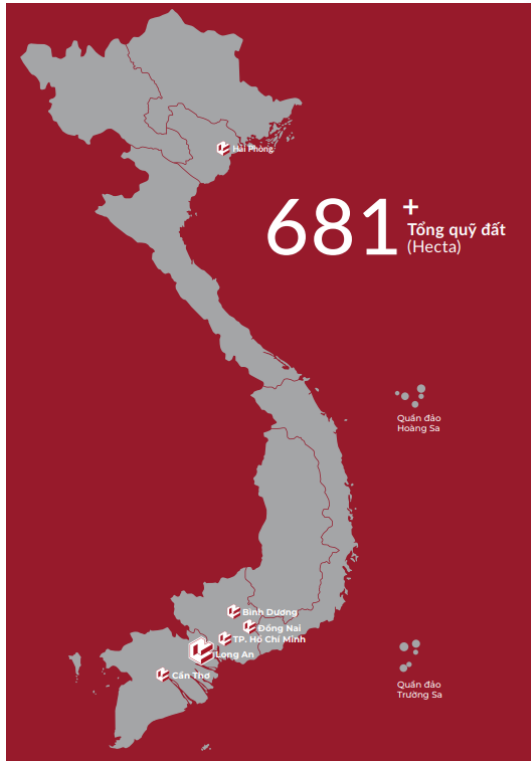 Hải Phòng
681+
Tổng quỹ đất
(Hecta)
Quần đảo
Hoàng Sa
Bình Dương
Đồng Nai
TP. Hồ Chí Minh
Long An
Cần Thơ
Quần đảo
Trường Sa